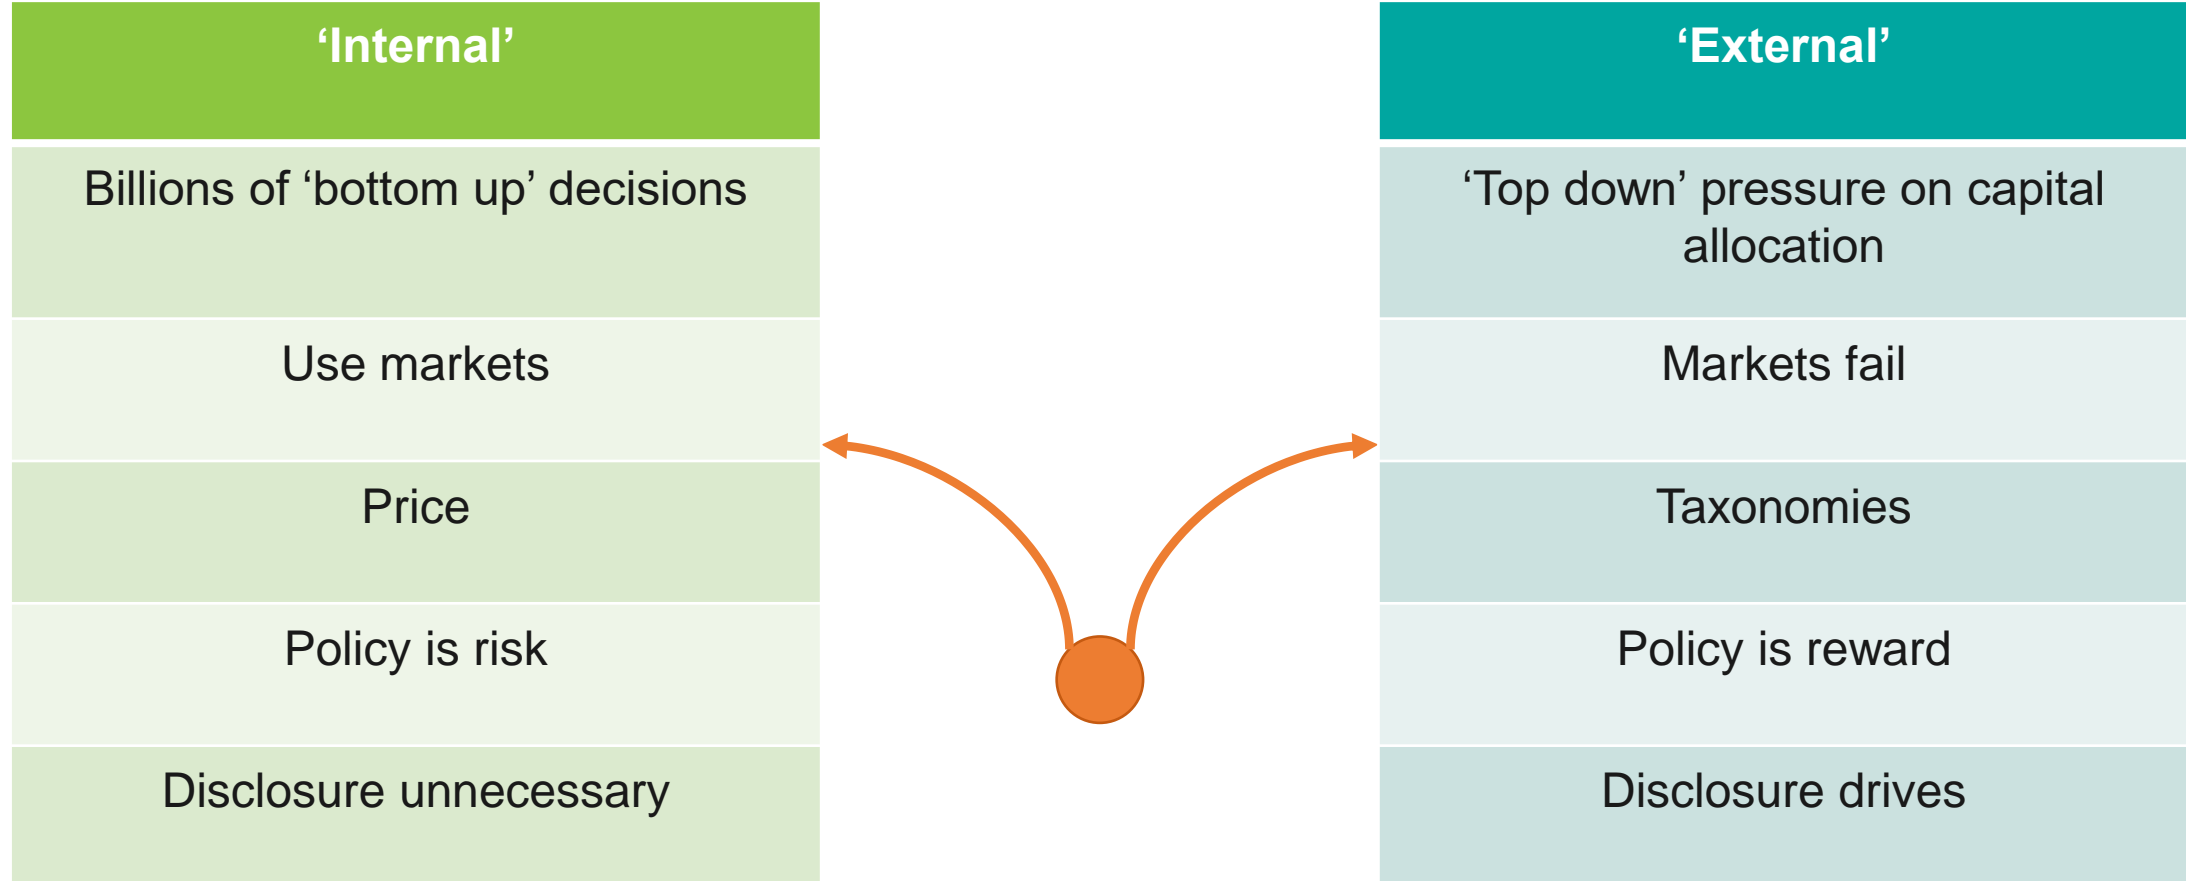 ‘Internal’
Billions of ‘bottom up’ decisions
Use markets
Price
Policy is risk
Disclosure unnecessary
‘External’
‘Top down’ pressure on capital
allocation
Markets fail
Taxonomies
Policy is reward
Disclosure drives